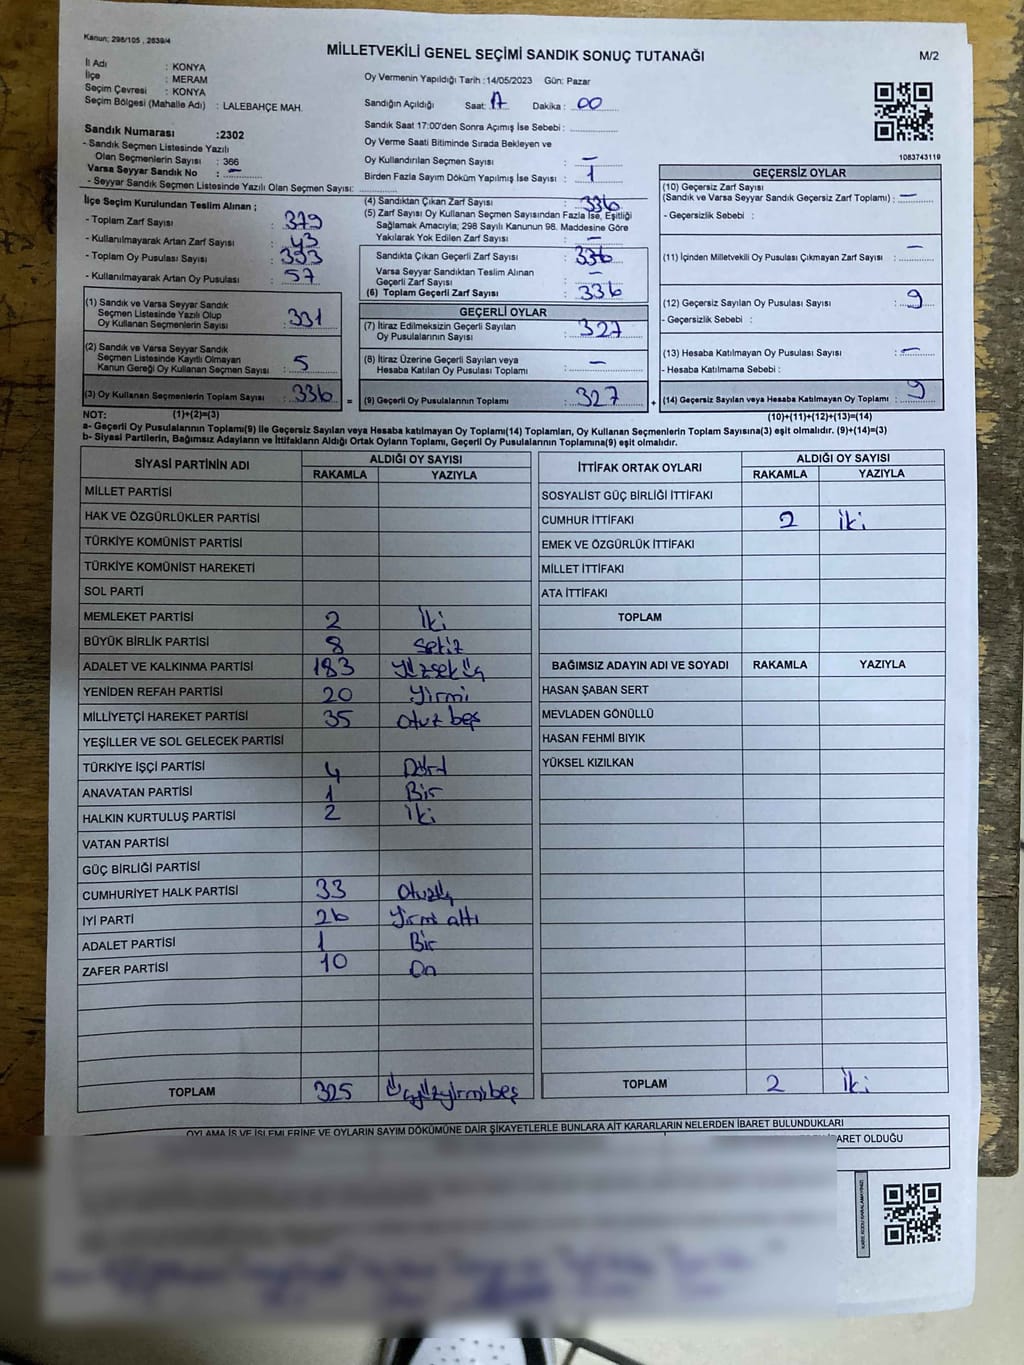 Kanun: 298/105 , 2839/4
MİLLETVEKİLİ GENEL SEÇİMİ SANDIK SONUÇ TUTANAĞI
M/2
İl Adı : KONYA
İlçe : MERAM
Seçim Çevresi : KONYA
Seçim Bölgesi (Mahalle Adı) : LALEBAHÇE MAH.
Oy Vermenin Yapıldığı Tarih :14/05/2023 Gün: Pazar
Sandığın Açıldığı Saat: 17 Dakika : 00
Sandık Saat 17:00'den Sonra Açımış İse Sebebi :
Sandık Numarası :2302
- Sandık Seçmen Listesinde Yazılı
Olan Seçmenlerin Sayısı : 366
Varsa Seyyar Sandık No : —
- Seyyar Sandık Seçmen Listesinde Yazılı Olan Seçmen Sayısı:
Oy Verme Saati Bitiminde Sırada Bekleyen ve
Oy Kullandırılan Seçmen Sayısı : —
Birden Fazla Sayım Döküm Yapılmış İse Sayısı : 1
1083743119
İlçe Seçim Kurulundan Teslim Alınan ;
- Toplam Zarf Sayısı : 379
- Kullanılmayarak Artan Zarf Sayısı : 43
- Toplam Oy Pusulası Sayısı : 393
- Kullanılmayarak Artan Oy Pusulası : 57
(4) Sandıktan Çıkan Zarf Sayısı : 336
(5) Zarf Sayısı Oy Kullanan Seçmen Sayısından Fazla İse, Eşitliği
Sağlamak Amacıyla; 298 Sayılı Kanunun 98. Maddesine Göre
Yakılarak Yok Edilen Zarf Sayısı : —
Sandıkta Çıkan Geçerli Zarf Sayısı : 336
Varsa Seyyar Sandıktan Teslim Alınan
Geçerli Zarf Sayısı : —
(6) Toplam Geçerli Zarf Sayısı : 336
GEÇERSİZ OYLAR
(10) Geçersiz Zarf Sayısı
(Sandık ve Varsa Seyyar Sandık Geçersiz Zarf Toplamı) : —
- Geçersizlik Sebebi :
(11) İçinden Milletvekili Oy Pusulası Çıkmayan Zarf Sayısı : —
(12) Geçersiz Sayılan Oy Pusulası Sayısı : 9
- Geçersizlik Sebebi :
(13) Hesaba Katılmayan Oy Pusulası Sayısı : —
- Hesaba Katılmama Sebebi :
(14) Geçersiz Sayılan veya Hesaba Katılmayan Oy Toplamı : 9
(10)+(11)+(12)+(13)=(14)
(1) Sandık ve Varsa Seyyar Sandık
Seçmen Listesinde Yazılı Olup
Oy Kullanan Seçmenlerin Sayısı : 331
(2) Sandık ve Varsa Seyyar Sandık
Seçmen Listesinde Kayıtlı Olmayan
Kanun Gereği Oy Kullanan Seçmen Sayısı : 5
(3) Oy Kullanan Seçmenlerin Toplam Sayısı : 336 =
GEÇERLİ OYLAR
(7) İtiraz Edilmeksizin Geçerli Sayılan
Oy Pusulalarının Sayısı : 327
(8) İtiraz Üzerine Geçerli Sayılan veya
Hesaba Katılan Oy Pusulası Toplamı : —
(9) Geçerli Oy Pusulalarının Toplamı : 327 +
NOT: (1)+(2)=(3)
a- Geçerli Oy Pusulalarının Toplamı(9) ile Geçersiz Sayılan veya Hesaba katılmayan Oy Toplamı(14) Toplamları, Oy Kullanan Seçmenlerin Toplam Sayısına(3) eşit olmalıdır. (9)+(14)=(3)
b- Siyasi Partilerin, Bağımsız Adayların ve İttifakların Aldığı Ortak Oyların Toplamı, Geçerli Oy Pusulalarının Toplamına(9) eşit olmalıdır.
SİYASİ PARTİNİN ADI ALDIĞI OY SAYISI
RAKAMLA YAZIYLA
MİLLET PARTİSİ
HAK VE ÖZGÜRLÜKLER PARTİSİ
TÜRKİYE KOMÜNİST PARTİSİ
TÜRKİYE KOMÜNİST HAREKETİ
SOL PARTİ
MEMLEKET PARTİSİ 2 İki
BÜYÜK BİRLİK PARTİSİ 8 Sekiz
ADALET VE KALKINMA PARTİSİ 183 Yüzseküç
YENİDEN REFAH PARTİSİ 20 Yirmi
MİLLİYETÇİ HAREKET PARTİSİ 35 Otuz beş
YEŞİLLER VE SOL GELECEK PARTİSİ
TÜRKİYE İŞÇİ PARTİSİ 4 Dört
ANAVATAN PARTİSİ 1 Bir
HALKIN KURTULUŞ PARTİSİ 2 İki
VATAN PARTİSİ
GÜÇ BİRLİĞİ PARTİSİ
CUMHURİYET HALK PARTİSİ 33 Otuzüç
İYİ PARTİ 26 Yirmi altı
ADALET PARTİSİ 1 Bir
ZAFER PARTİSİ 10 On
TOPLAM 325 Üçyüzyirmibeş
İTTİFAK ORTAK OYLARI ALDIĞI OY SAYISI
RAKAMLA YAZIYLA
SOSYALİST GÜÇ BİRLİĞİ İTTİFAKI
CUMHUR İTTİFAKI 2 İki
EMEK VE ÖZGÜRLÜK İTTİFAKI
MİLLET İTTİFAKI
ATA İTTİFAKI
TOPLAM
BAĞIMSIZ ADAYIN ADI VE SOYADI RAKAMLA YAZIYLA
HASAN ŞABAN SERT
MEVLADEN GÖNÜLLÜ
HASAN FEHMİ BIYIK
YÜKSEL KIZILKAN
TOPLAM 2 İki
OYLAMA İŞ VE İŞLEMLERİNE VE OYLARIN SAYIM DÖKÜMÜNE DAİR ŞİKAYETLERLE BUNLARA AİT KARARLARIN NELERDEN İBARET BULUNDUKLARI
İBARET OLDUĞU
KARE KODU KARALAMAYINIZ!